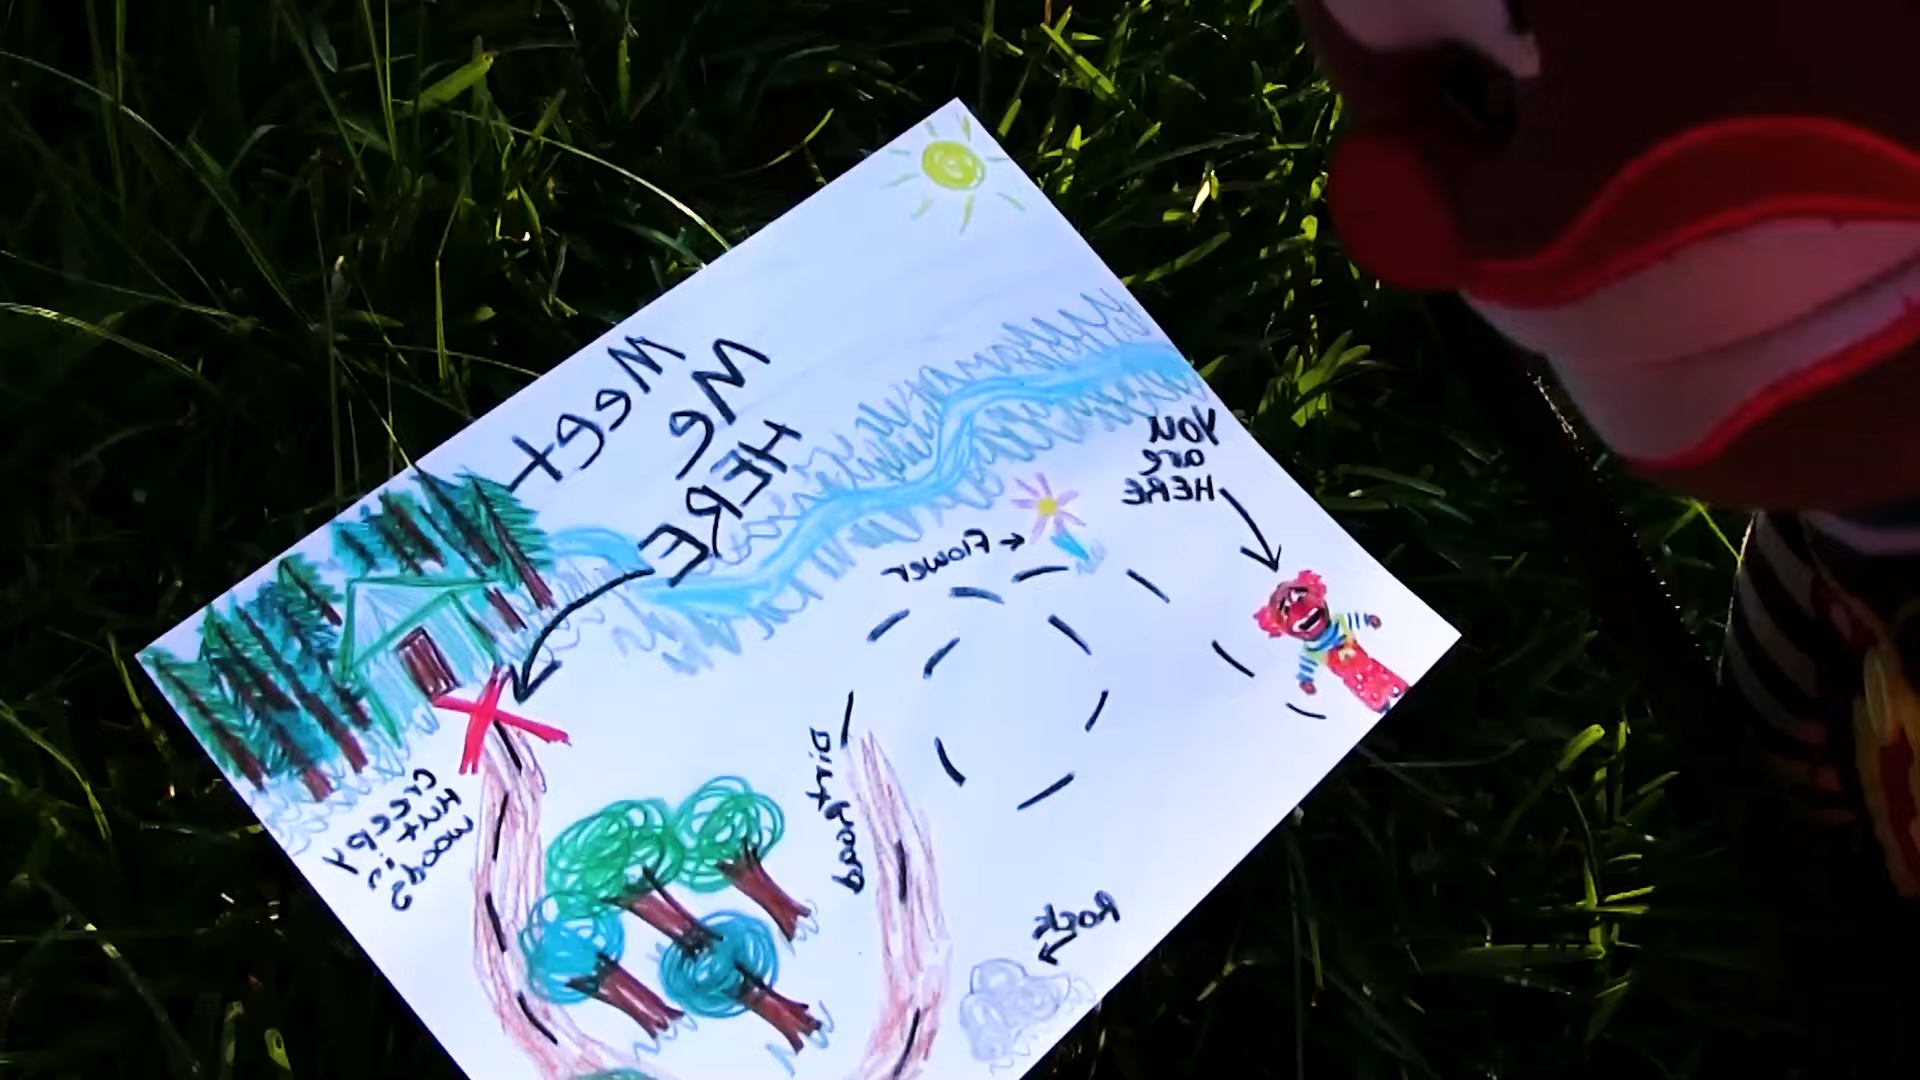 Meet
Me
HERE
You
are
HERE
← Flower
Dirt Road
Rock
Creepy
Hut in
woods